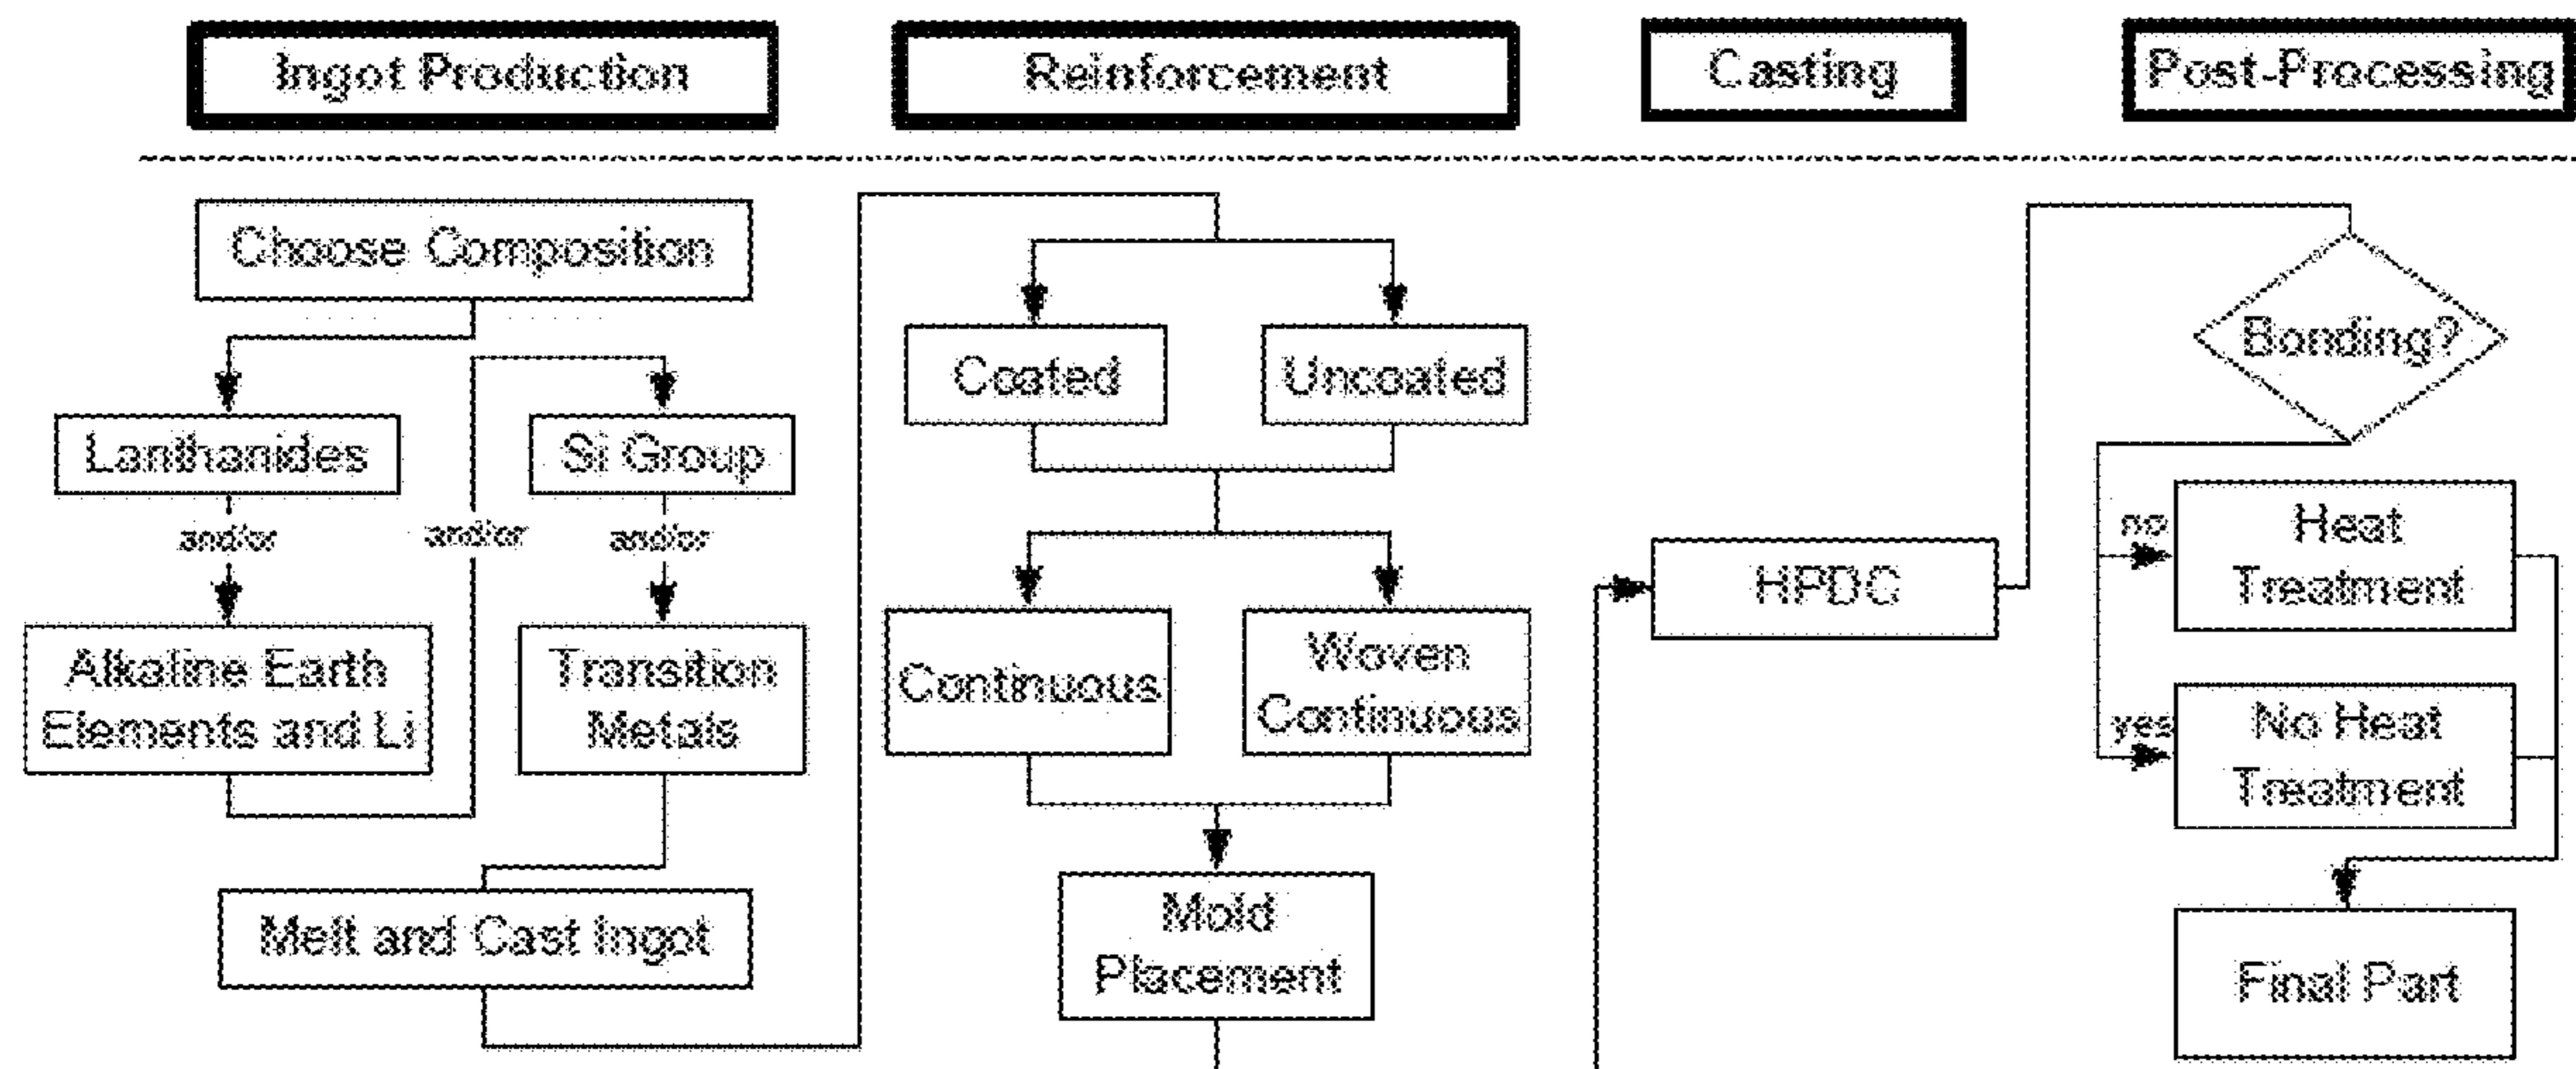 Ingot Production
Reinforcement
Casting
Post-Processing
Choose Composition
Lanthanides
Si Group
and/or
and/or
and/or
Alkaline Earth
Elements and Li
Transition
Metals
Melt and Cast Ingot
Coated
Uncoated
Continuous
Woven
Continuous
Mold
Placement
HPDC
Bonding?
no
Heat
Treatment
yes
No Heat
Treatment
Final Part